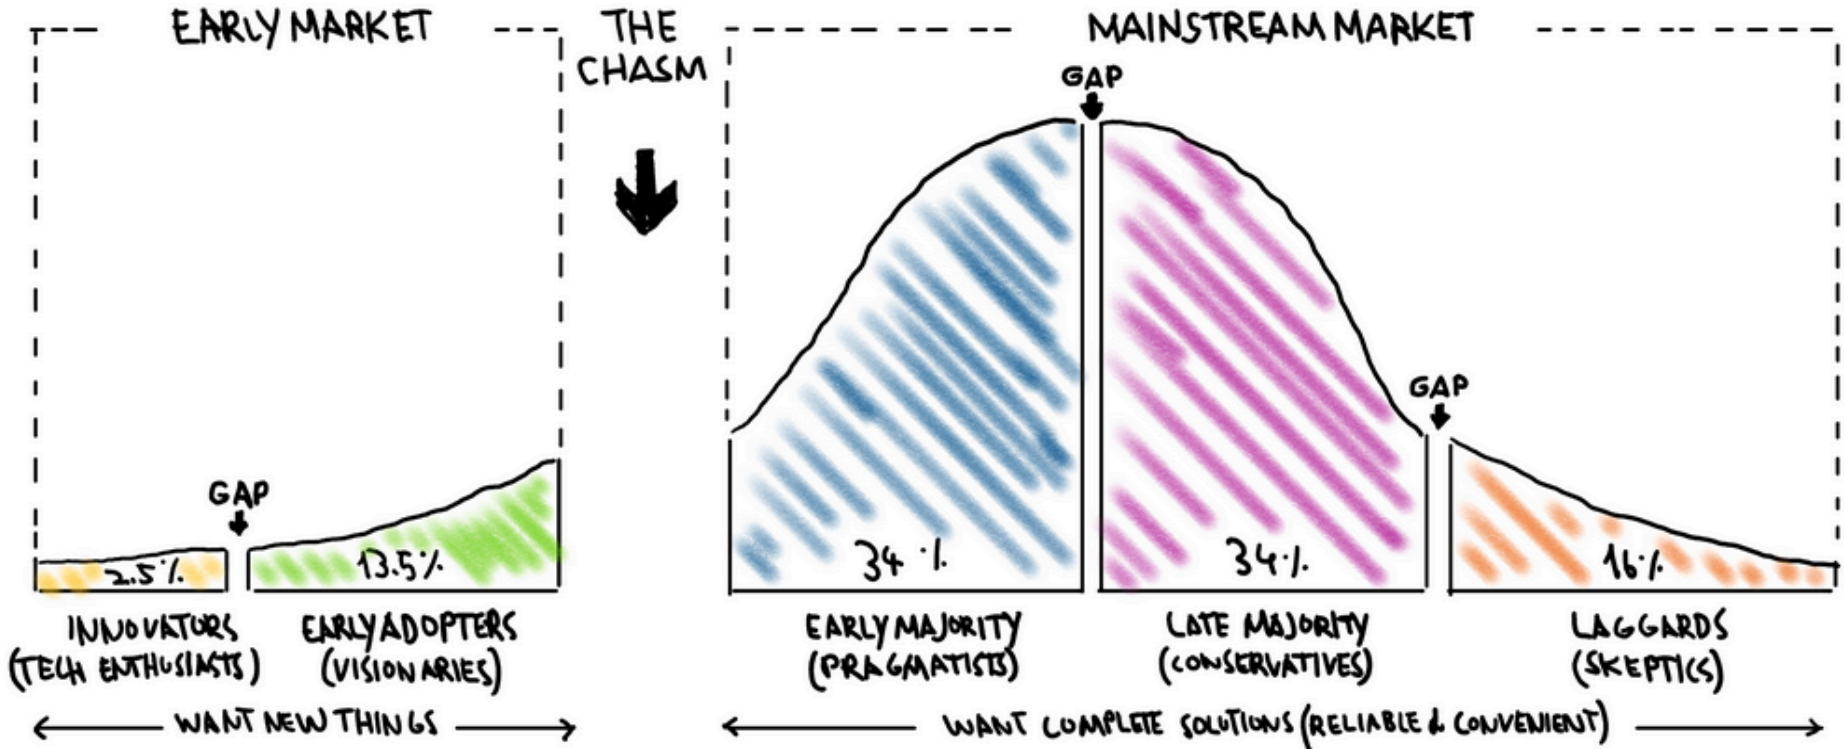 EARLY MARKET
THE
CHASM
MAINSTREAM MARKET
GAP
GAP
GAP
2.5%
13.5%
34 %
34%
16%
INNOVATORS
(TECH ENTHUSIASTS)
EARLY ADOPTERS
(VISIONARIES)
EARLY MAJORITY
(PRAGMATISTS)
LATE MAJORITY
(CONSERVATIVES)
LAGGARDS
(SKEPTICS)
WANT NEW THINGS
WANT COMPLETE SOLUTIONS (RELIABLE & CONVENIENT)